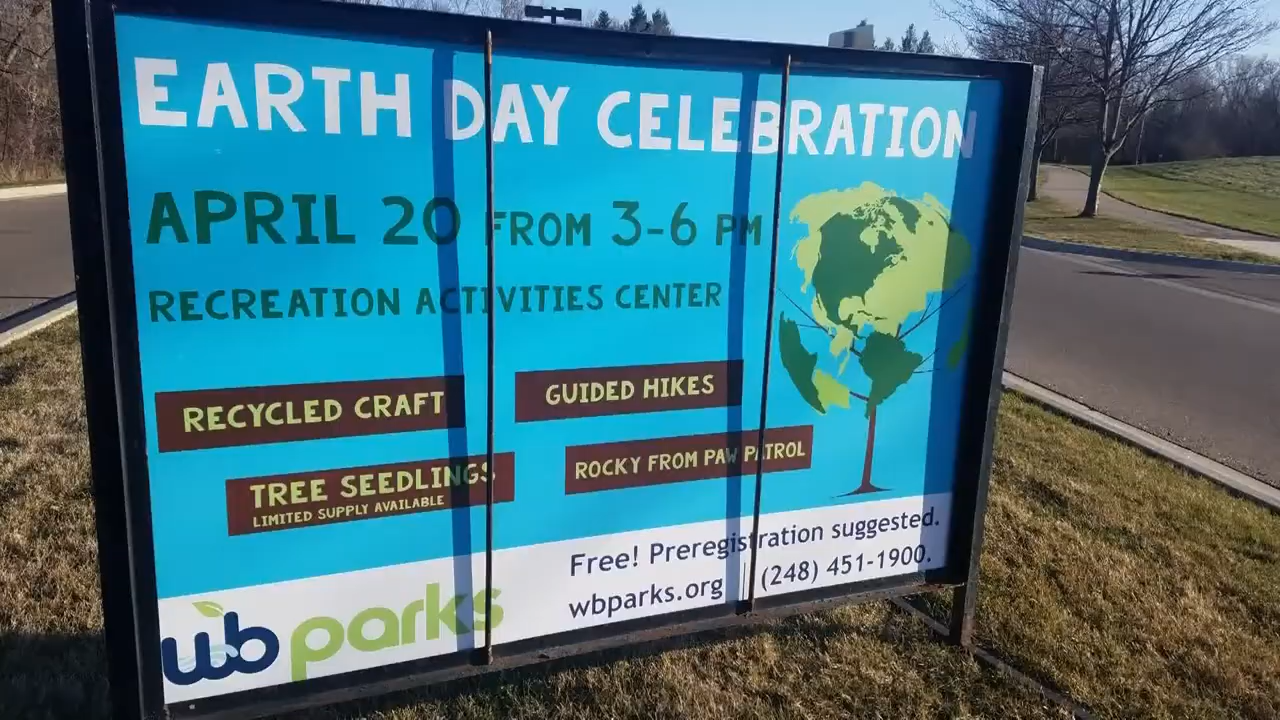 EARTH DAY CELEBRATION
APRIL 20 FROM 3-6 PM
RECREATION ACTIVITIES CENTER
RECYCLED CRAFT
GUIDED HIKES
TREE SEEDLINGS
LIMITED SUPPLY AVAILABLE
ROCKY FROM PAW PATROL
Free! Preregistration suggested.
wbparks.org | (248) 451-1900.
wb parks